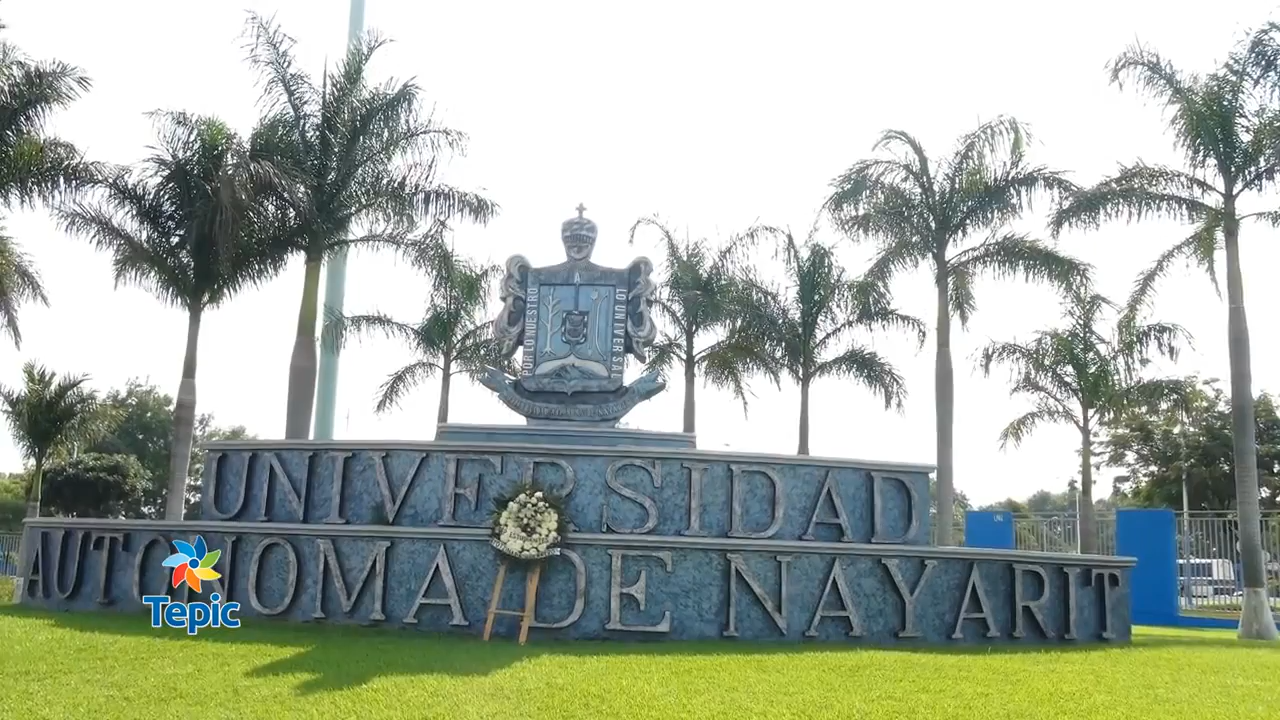 POR LO NUESTRO
LO UNIVERSAL
UNIVERSIDAD
AUTONOMA DE NAYARIT
Tepic